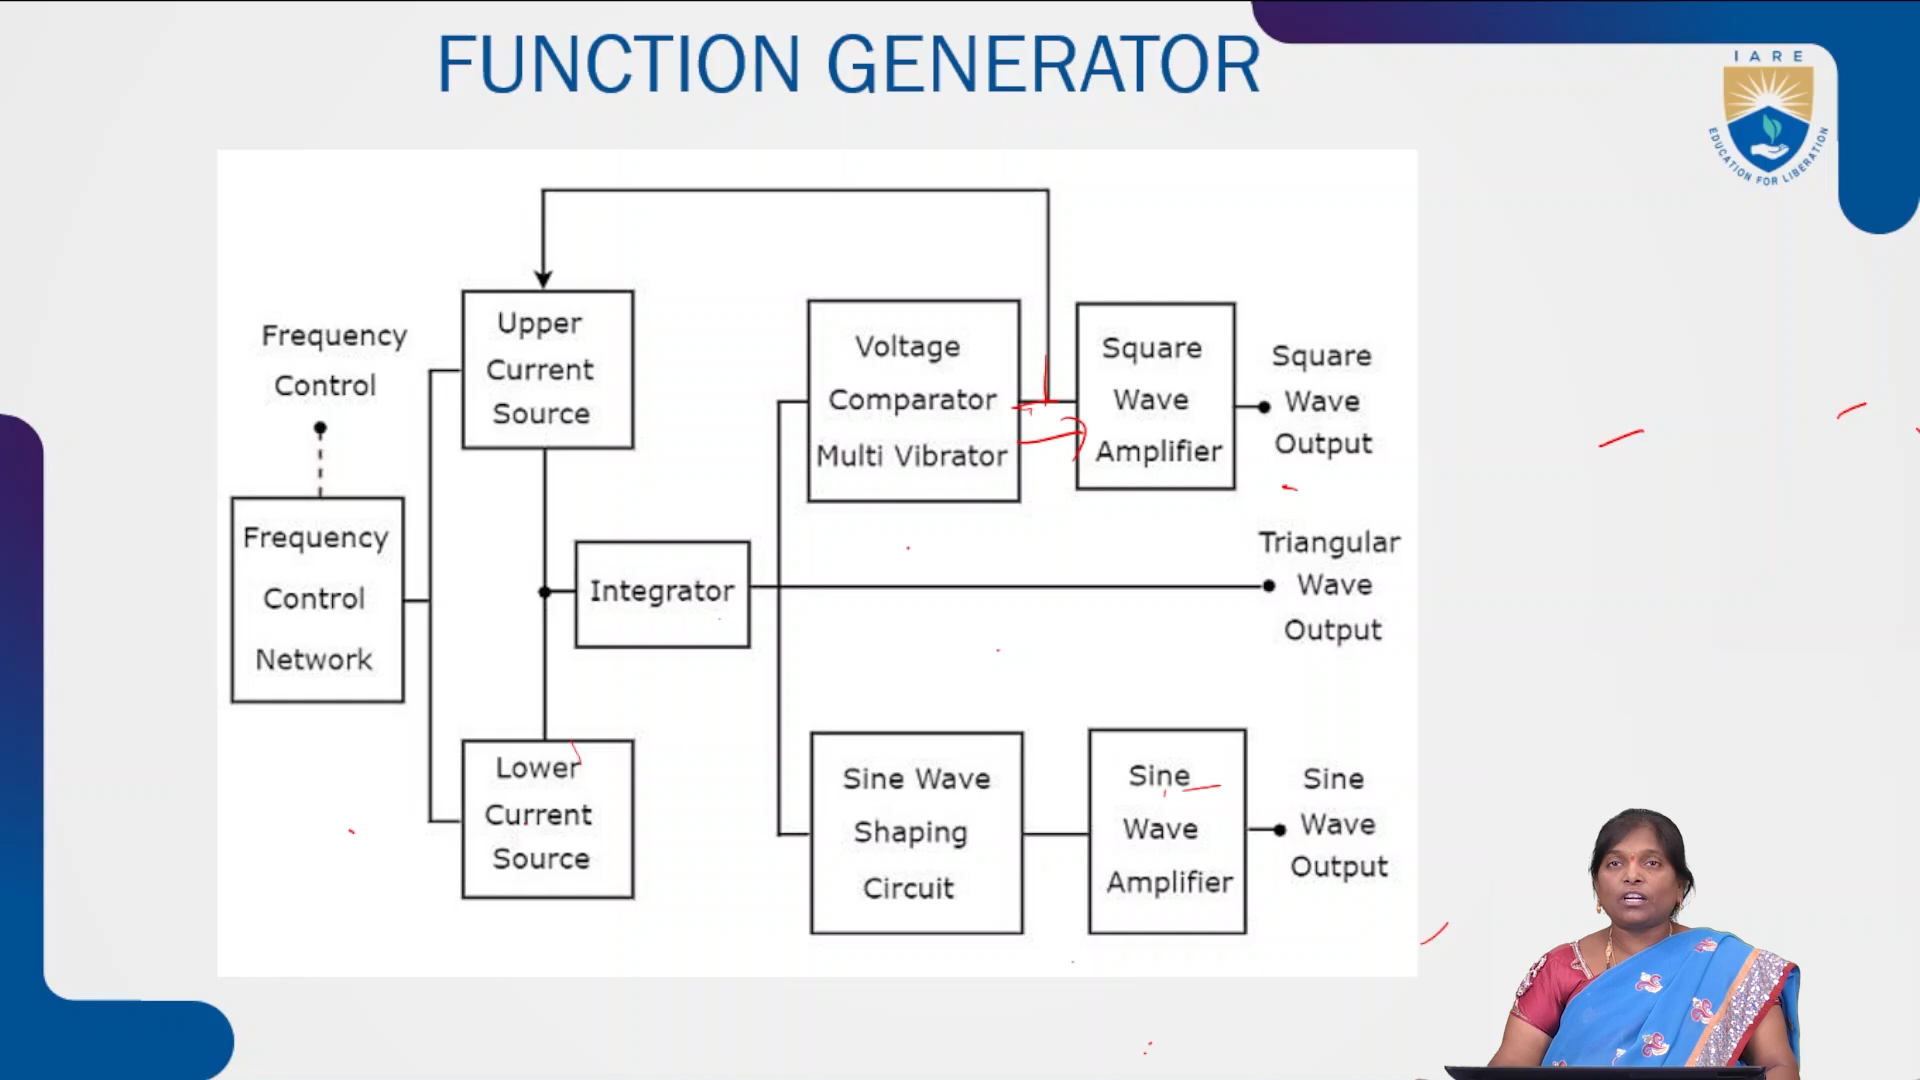 FUNCTION GENERATOR
I A R E
EDUCATION FOR LIBERATION
Frequency
Control
Frequency
Control
Network
Upper
Current
Source
Lower
Current
Source
Integrator
Voltage
Comparator
Multi Vibrator
Square
Wave
Amplifier
Square
Wave
Output
Triangular
Wave
Output
Sine Wave
Shaping
Circuit
Sine
Wave
Amplifier
Sine
Wave
Output